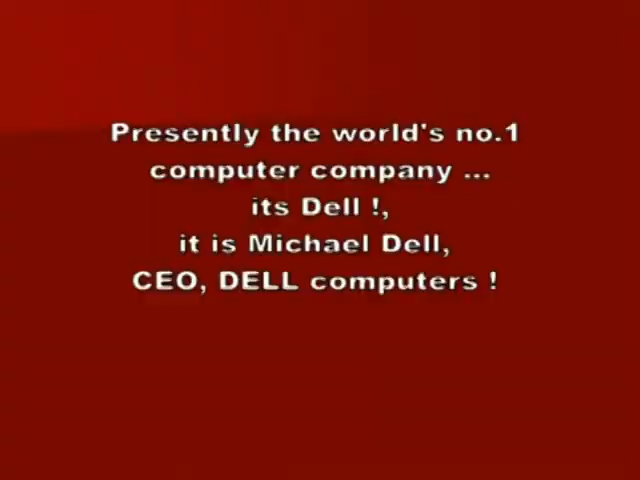 Presently the world's no.1
computer company ...
its Dell !,
it is Michael Dell,
CEO, DELL computers !